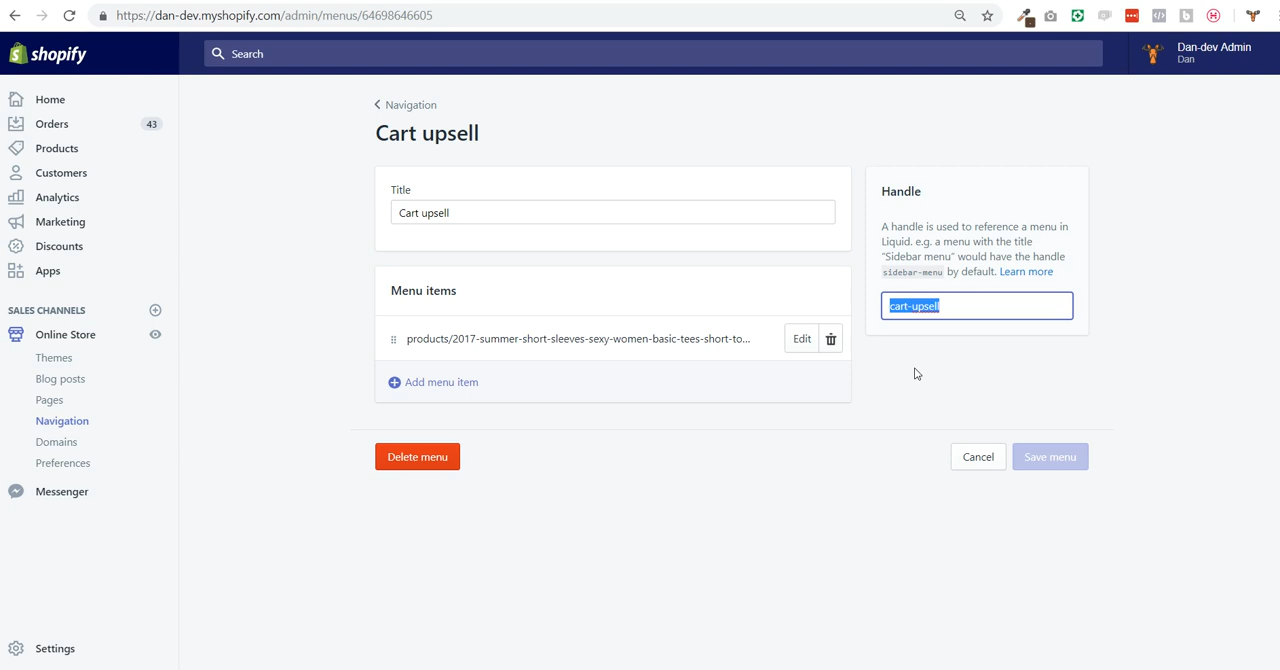 https://dan-dev.myshopify.com/admin/menus/64698646605
shopify
Search
Dan-dev Admin
Dan
Home
Orders
43
Products
Customers
Analytics
Marketing
Discounts
Apps
SALES CHANNELS
Online Store
Themes
Blog posts
Pages
Navigation
Domains
Preferences
Messenger
Settings
Navigation
Cart upsell
Title
Cart upsell
Menu items
products/2017-summer-short-sleeves-sexy-women-basic-tees-short-to...
Edit
Add menu item
Handle
A handle is used to reference a menu in
Liquid. e.g. a menu with the title
“Sidebar menu” would have the handle
sidebar-menu by default. Learn more
cart-upsell
Delete menu
Cancel
Save menu